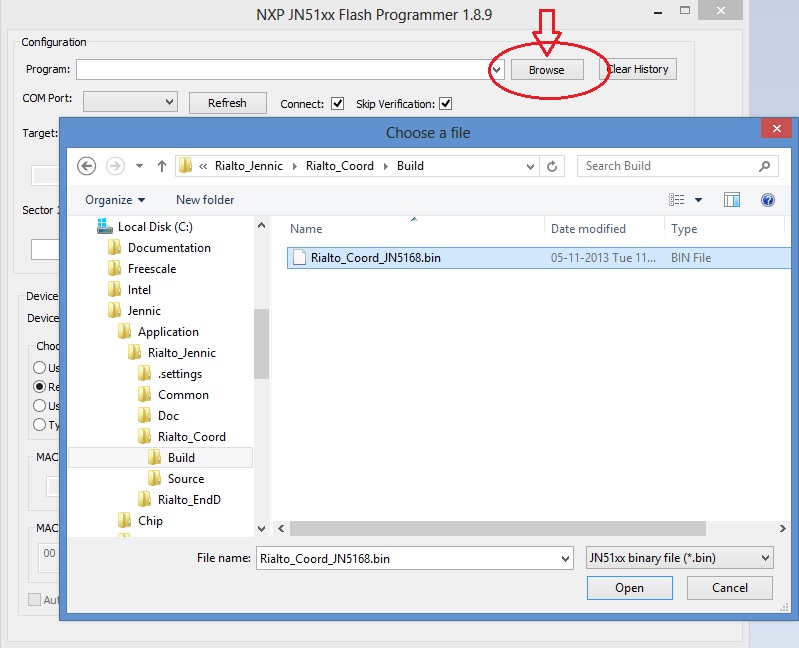 NXP JN51xx Flash Programmer 1.8.9
Configuration
Program: Browse Clear History
COM Port: Refresh Connect: Skip Verification:
Target:
Choose a file
« Rialto_Jennic Rialto_Coord Build Search Build
Organize New folder
Sector
Local Disk (C:) Name Date modified Type
Documentation Rialto_Coord_JN5168.bin 05-11-2013 Tue 11... BIN File
Freescale
Intel
Device
Jennic
Device
Application
Choo
Rialto_Jennic
Us
.settings
Re
Common
Us
Doc
Ty
Rialto_Coord
MAC
Build
Source
Rialto_EndD
Chip
MAC
00
File name: Rialto_Coord_JN5168.bin JN51xx binary file (*.bin)
Open Cancel
Aut